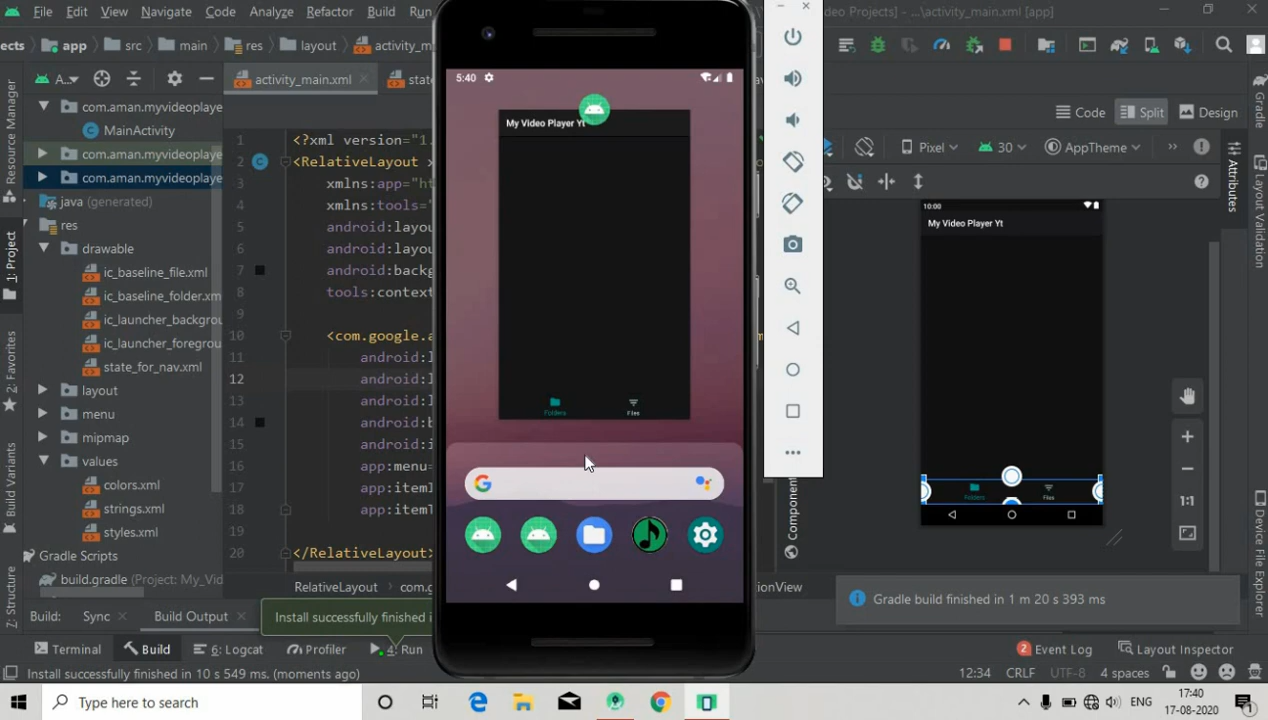 File Edit View Navigate Code Analyze Refactor Build Run
eo Projects] - ...\activity_main.xml [app]
ects app src main res layout activity_m
A...
activity_main.xml
stat
Code Split Design
Pixel 30 AppTheme
Resource Manager
1: Project
2: Favorites
Build Variants
7: Structure
com.aman.myvideoplaye
MainActivity
com.aman.myvideoplaye
com.aman.myvideoplaye
java (generated)
res
drawable
ic_baseline_file.xml
ic_baseline_folder.xm
ic_launcher_backgrou
ic_launcher_foregroun
state_for_nav.xml
layout
menu
mipmap
values
colors.xml
strings.xml
styles.xml
Gradle Scripts
build.gradle (Project: My_Vid
1 <?xml version="1.
2 <RelativeLayout x
3 xmlns:app="ht
4 xmlns:tools="
5 android:layou
6 android:layou
7 android:backg
8 tools:context
9
10 <com.google.a
11 android:l
12 android:l
13 android:l
14 android:b
15 android:i
16 app:menu=
17 app:iteml
18 app:iteml
19
20 </RelativeLayout>
RelativeLayout com.g
ionView
5:40
My Video Player Yt
Folders Files
10:00
My Video Player Yt
Folders Files
1:1
Component
Attributes
Gradle
Layout Validation
Device File Explorer
Gradle build finished in 1 m 20 s 393 ms
Build: Sync Build Output
Install successfully finished i
Terminal Build 6: Logcat Profiler 4: Run
2 Event Log Layout Inspector
Install successfully finished in 10 s 549 ms. (moments ago)
12:34 CRLF UTF-8 4 spaces
Type here to search
ENG
17:40
17-08-2020
1